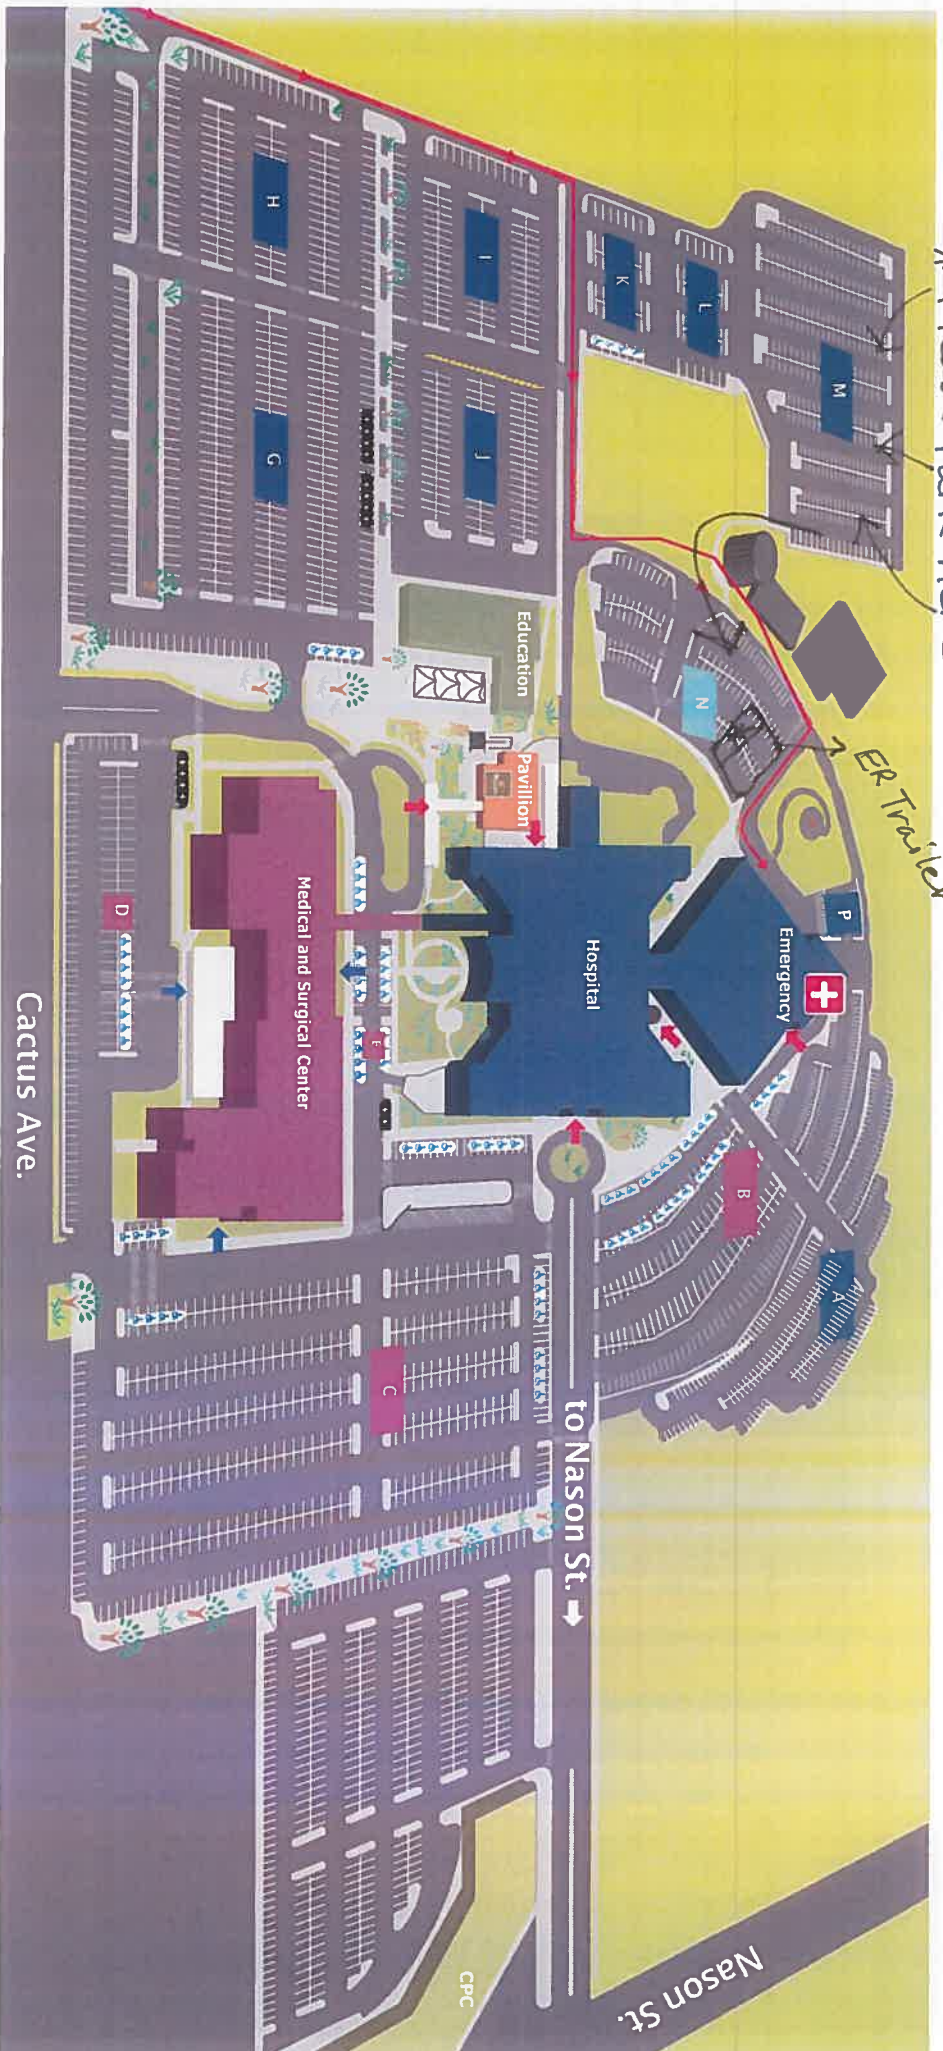 ER Trailer
M
L
K
I
H
J
G
N
P
A
B
C
D
E
Education
Pavillion
Emergency
Hospital
Medical and Surgical Center
to Nason St.
Cactus Ave.
Nason St.
CPC